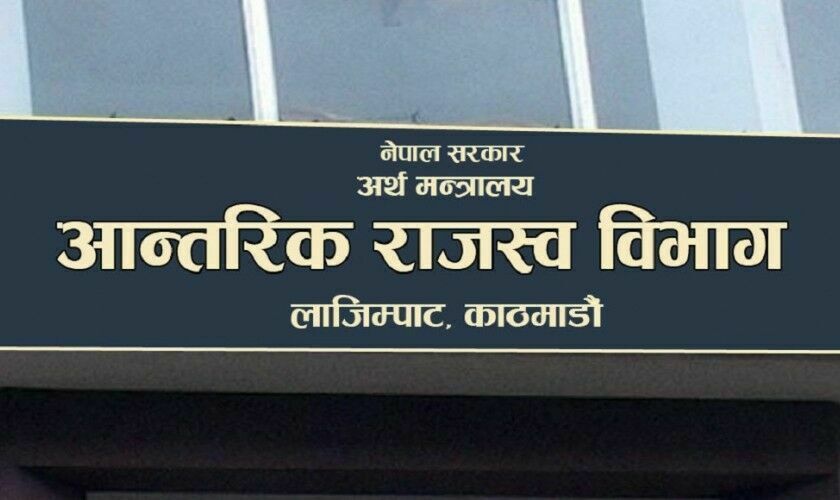 नेपाल सरकार
अर्थ मन्त्रालय
आन्तरिक राजस्व विभाग
लाजिम्पाट, काठमाडौं